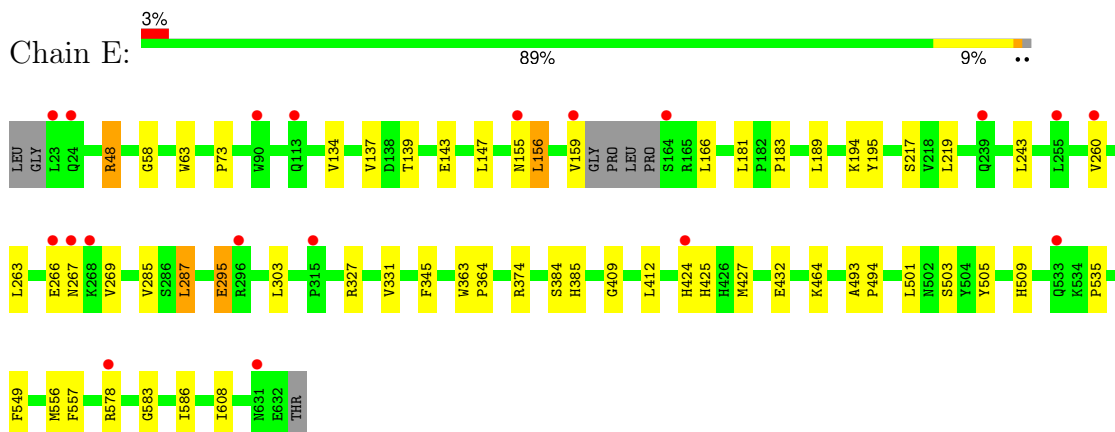 3%
Chain E:
89% 9% ••
LEU GLY L23 Q24 R48 G58 W63 P73 W90 Q113 V134 V137 D138 T139 E143 L147 N155 L156 V159 GLY PRO LEU PRO S164 R165 L166 L181 P182 P183 L189 K194 Y195 S217 V218 L219 Q239 L243 L255 V260
L263 E266 N267 K268 V269 V285 S286 L287 E295 R296 L303 P315 R327 V331 F345 W363 P364 R374 S384 H385 G409 L412 H424 H425 H426 M427 E432 K464 A493 P494 L501 N502 S503 Y504 Y505 H509 Q533 K534 P535
F549 M556 F557 R578 G583 I586 I608 N631 E632 THR